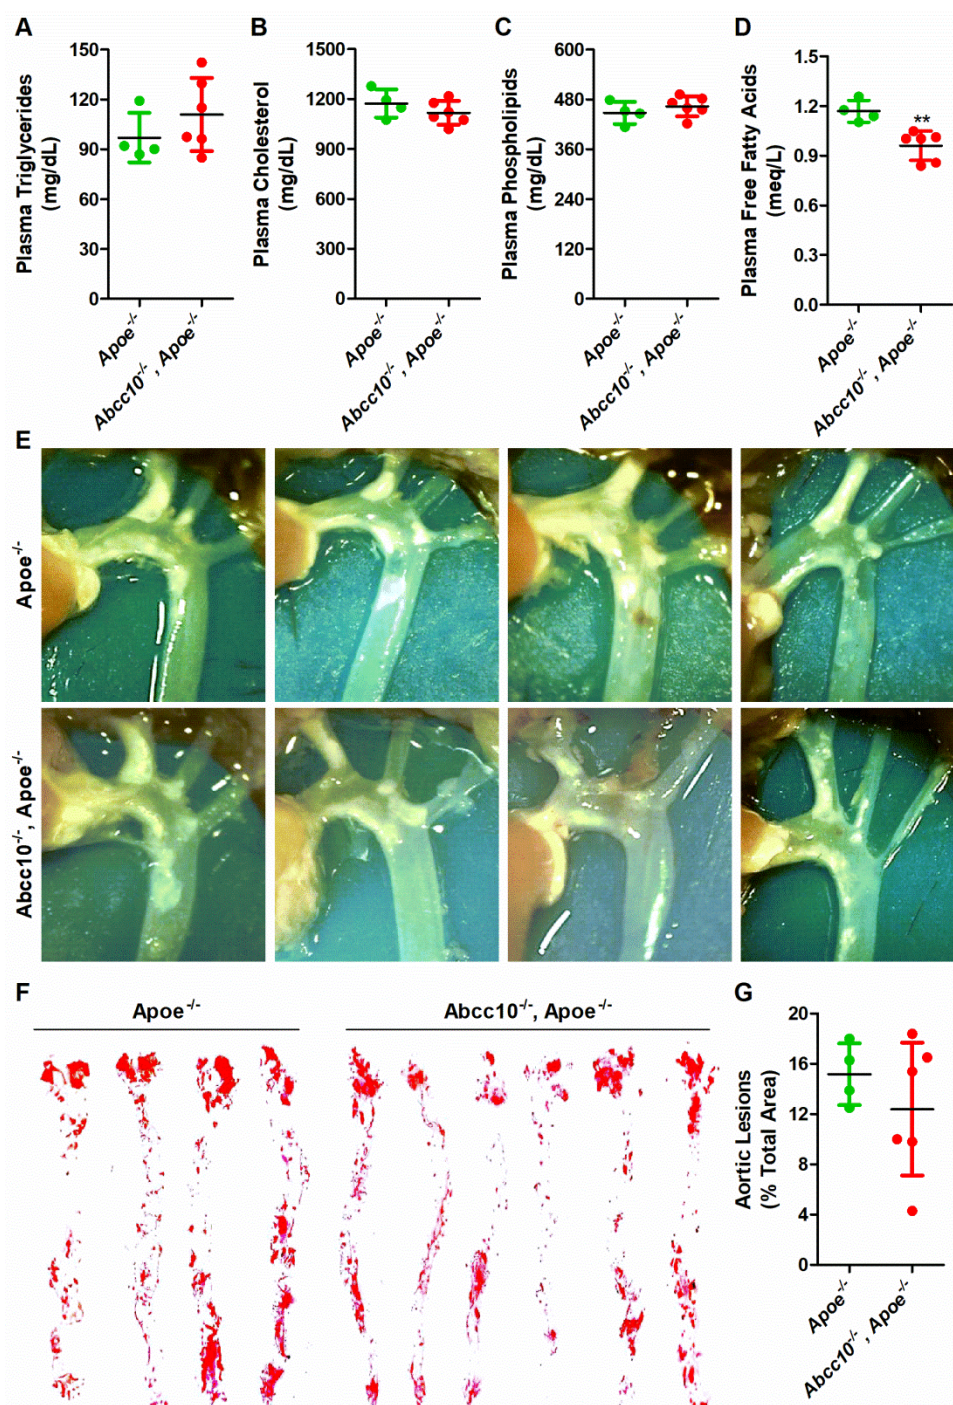 A
Plasma Triglycerides
(mg/dL)
150
120
90
60
30
0
Apoe-/-
Abcc10-/-, Apoe-/-
B
Plasma Cholesterol
(mg/dL)
1500
1200
900
600
300
0
Apoe-/-
Abcc10-/-, Apoe-/-
C
Plasma Phospholipids
(mg/dL)
600
480
360
240
120
0
Apoe-/-
Abcc10-/-, Apoe-/-
D
Plasma Free Fatty Acids
(meq/L)
1.5
1.2
0.9
0.6
0.3
0.0
**
Apoe-/-
Abcc10-/-, Apoe-/-
E
Apoe-/-
Abcc10-/-, Apoe-/-
F
Apoe-/-
Abcc10-/-, Apoe-/-
G
Aortic Lesions
(% Total Area)
20
16
12
8
4
0
Apoe-/-
Abcc10-/-, Apoe-/-